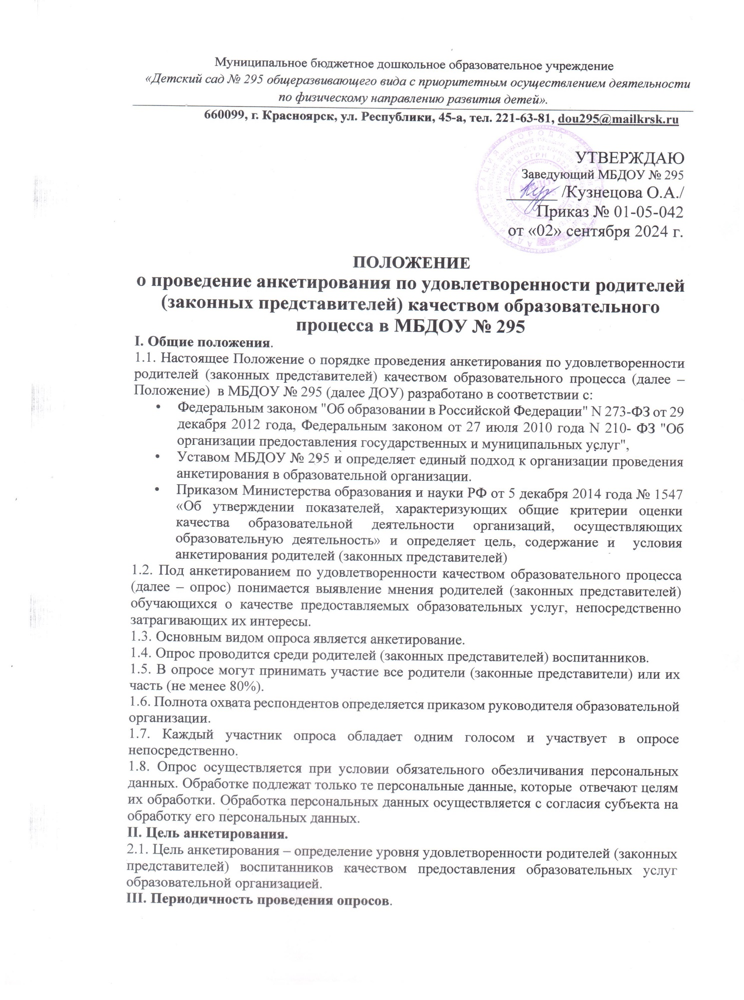 Муниципальное бюджетное дошкольное образовательное учреждение
«Детский сад № 295 общеразвивающего вида с приоритетным осуществлением деятельности
по физическому направлению развития детей».
660099, г. Красноярск, ул. Республики, 45-а, тел. 221-63-81, dou295@mailkrsk.ru
УТВЕРЖДАЮ
Заведующий МБДОУ № 295
______ /Кузнецова О.А./
Приказ № 01-05-042
от «02» сентября 2024 г.
ПОЛОЖЕНИЕ
о проведение анкетирования по удовлетворенности родителей
(законных представителей) качеством образовательного
процесса в МБДОУ № 295
I. Общие положения.
1.1. Настоящее Положение о порядке проведения анкетирования по удовлетворенности
родителей (законных представителей) качеством образовательного процесса (далее –
Положение) в МБДОУ № 295 (далее ДОУ) разработано в соответствии с:
• Федеральным законом "Об образовании в Российской Федерации" N 273-ФЗ от 29
декабря 2012 года, Федеральным законом от 27 июля 2010 года N 210- ФЗ "Об
организации предоставления государственных и муниципальных услуг",
• Уставом МБДОУ № 295 и определяет единый подход к организации проведения
анкетирования в образовательной организации.
• Приказом Министерства образования и науки РФ от 5 декабря 2014 года № 1547
«Об утверждении показателей, характеризующих общие критерии оценки
качества образовательной деятельности организаций, осуществляющих
образовательную деятельность» и определяет цель, содержание и условия
анкетирования родителей (законных представителей)
1.2. Под анкетированием по удовлетворенности качеством образовательного процесса
(далее – опрос) понимается выявление мнения родителей (законных представителей)
обучающихся о качестве предоставляемых образовательных услуг, непосредственно
затрагивающих их интересы.
1.3. Основным видом опроса является анкетирование.
1.4. Опрос проводится среди родителей (законных представителей) воспитанников.
1.5. В опросе могут принимать участие все родители (законные представители) или их
часть (не менее 80%).
1.6. Полнота охвата респондентов определяется приказом руководителя образовательной
организации.
1.7. Каждый участник опроса обладает одним голосом и участвует в опросе
непосредственно.
1.8. Опрос осуществляется при условии обязательного обезличивания персональных
данных. Обработке подлежат только те персональные данные, которые отвечают целям
их обработки. Обработка персональных данных осуществляется с согласия субъекта на
обработку его персональных данных.
II. Цель анкетирования.
2.1. Цель анкетирования – определение уровня удовлетворенности родителей (законных
представителей) воспитанников качеством предоставления образовательных услуг
образовательной организацией.
III. Периодичность проведения опросов.